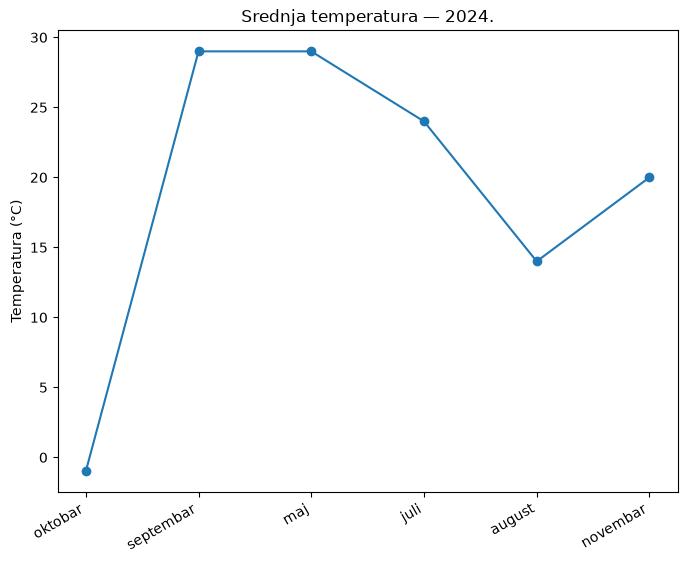 Srednja temperatura — 2024.
Temperatura (°C)
30
25
20
15
10
5
0
oktobar
septembar
maj
juli
august
novembar